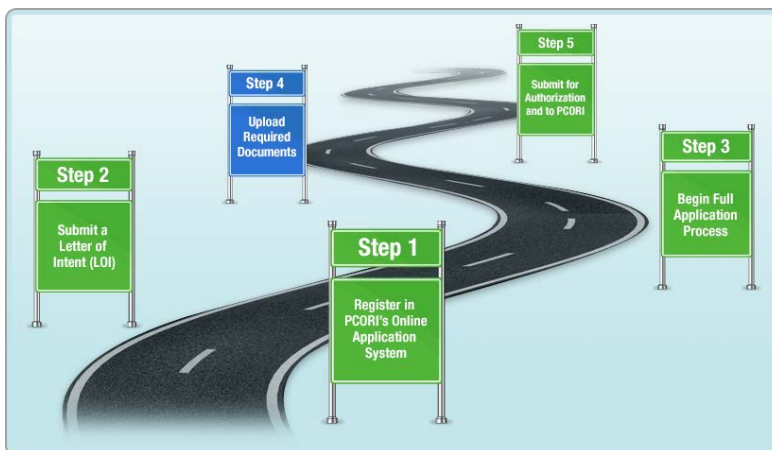 Step 1
Register in
PCORI's Online
Application
System
Step 2
Submit a
Letter of
Intent (LOI)
Step 3
Begin Full
Application
Process
Step 4
Upload
Required
Documents
Step 5
Submit for
Authorization
and to PCORI